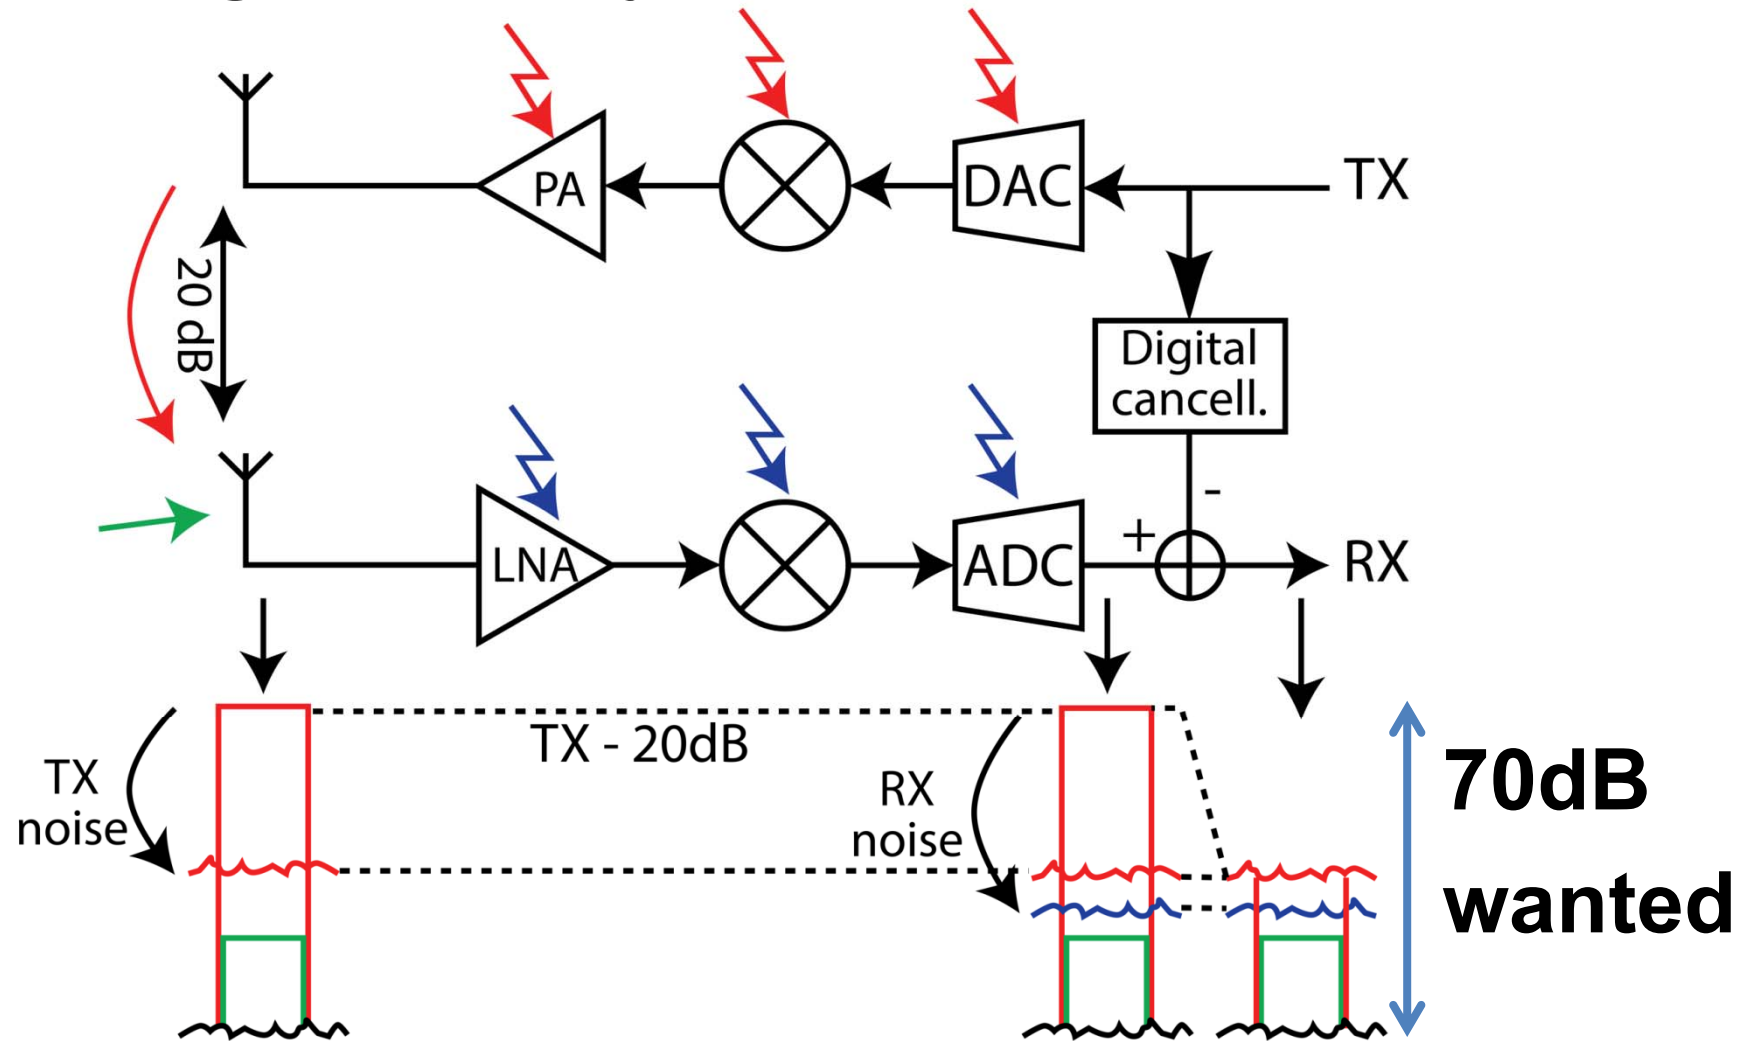 PA
DAC
TX
20 dB
Digital
cancell.
-
+
LNA
ADC
RX
TX - 20dB
TX
noise
RX
noise
70dB
wanted